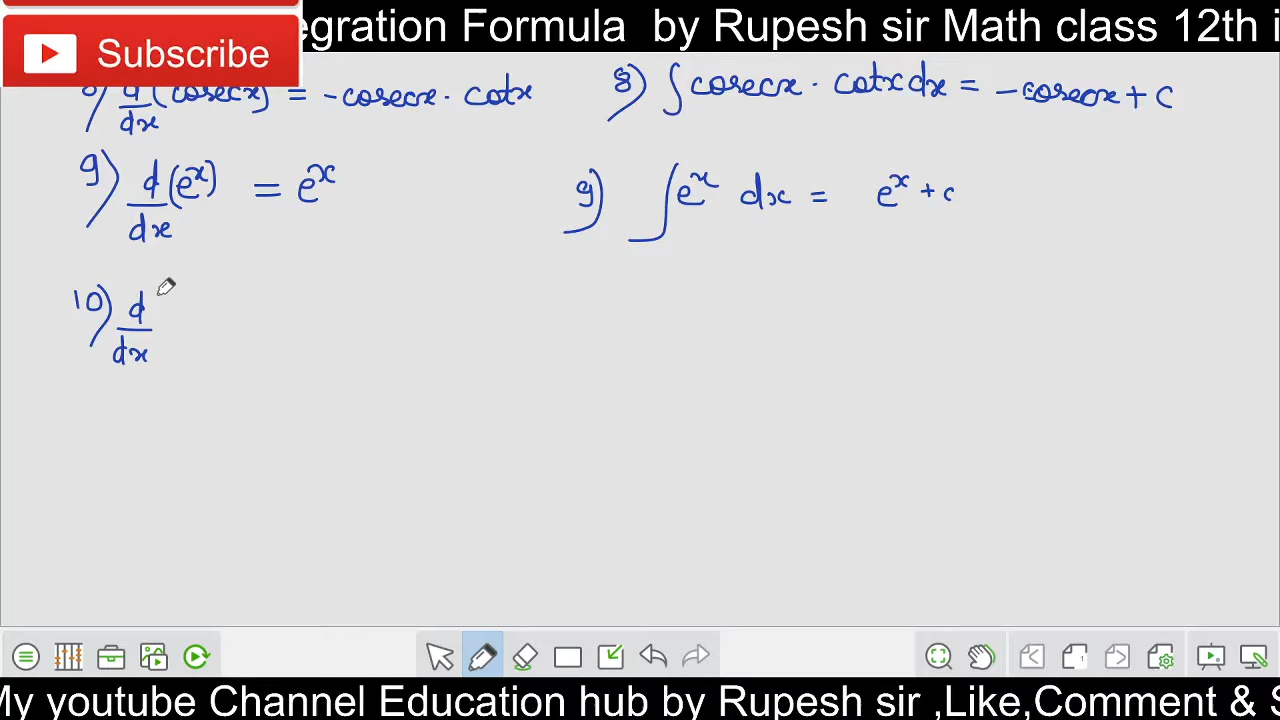 egration Formula by Rupesh sir Math class 12th i
Subscribe
8) d/dx (cosecx) = -cosecx · cotx
8) ∫ cosecx · cotx dx = -cosecx + c
9) d/dx (e^x) = e^x
9) ∫ e^x dx = e^x + c
10) d/dx
My youtube Channel Education hub by Rupesh sir ,Like,Comment & S